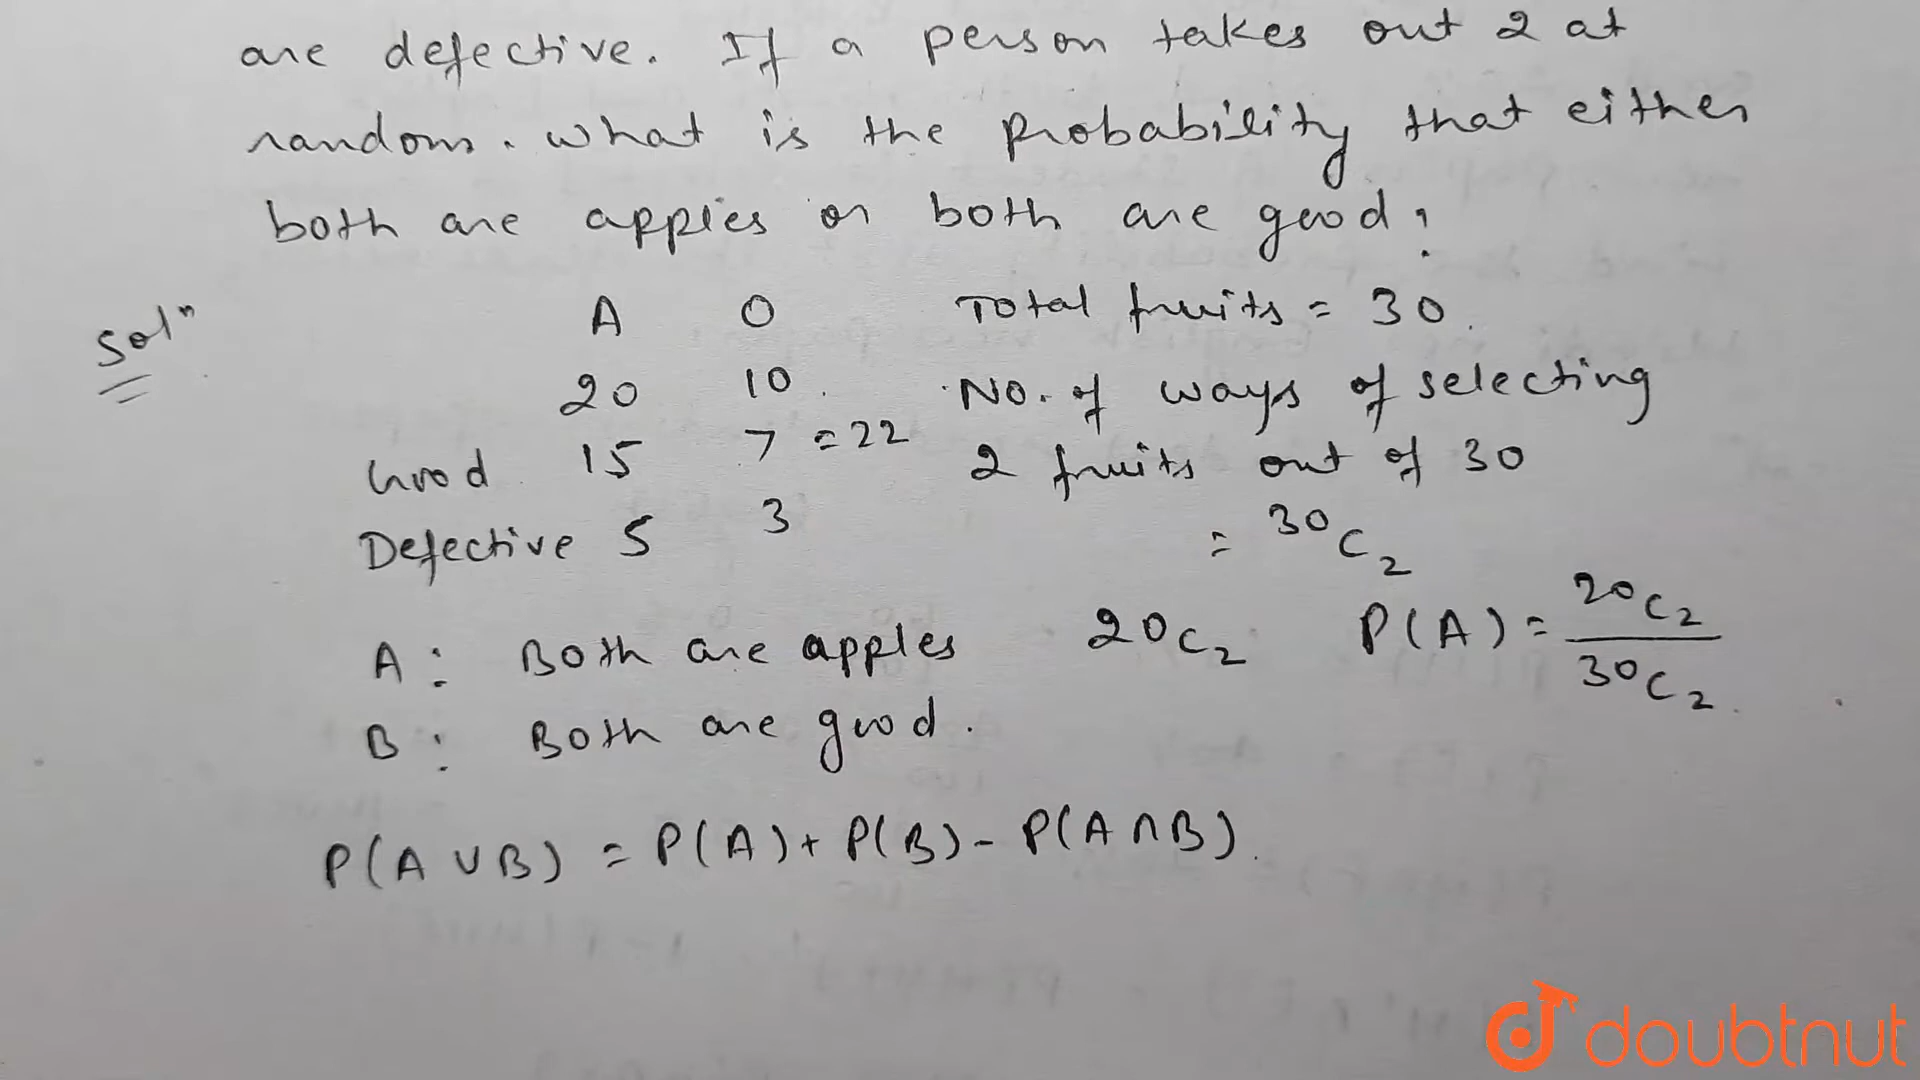 are defective. If a person takes out 2 at
random. what is the probability that either
both are apples or both are good?
Solⁿ
A O Total fruits = 30.
20 10. No. of ways of selecting
Good 15 7 = 22 2 fruits out of 30
Defective 5 3 = ³⁰C₂
A: Both are apples 20C₂ P(A) = ²⁰C₂ / ³⁰C₂.
B: Both are good.
P(A ∪ B) = P(A) + P(B) - P(A ∩ B).
doubtnut